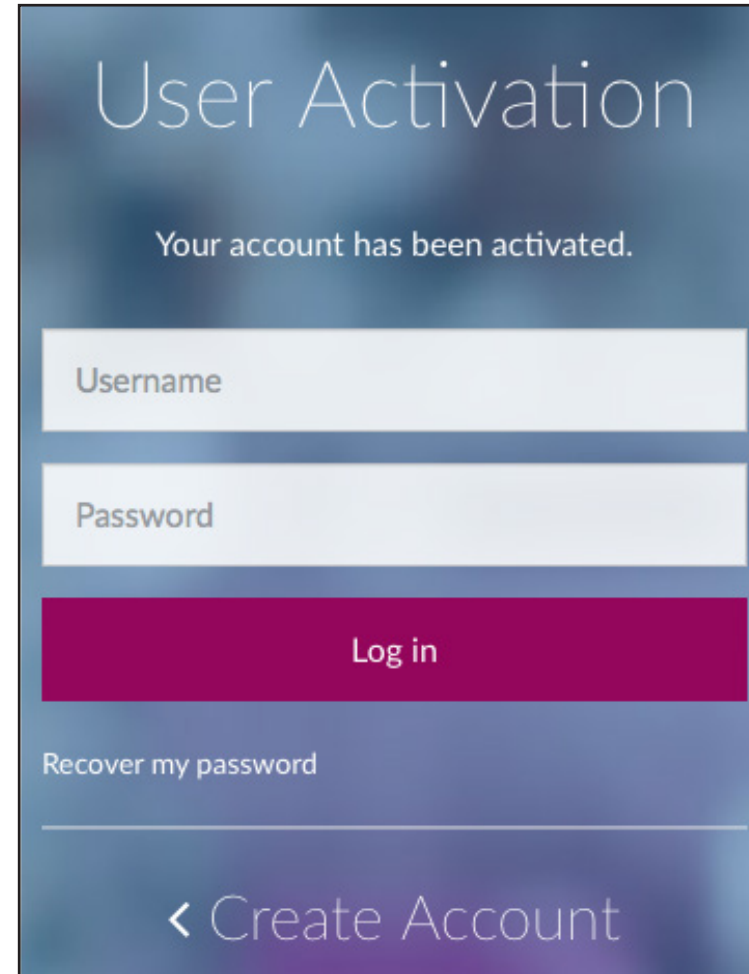 User Activation
Your account has been activated.
Username
Password
Log in
Recover my password
< Create Account